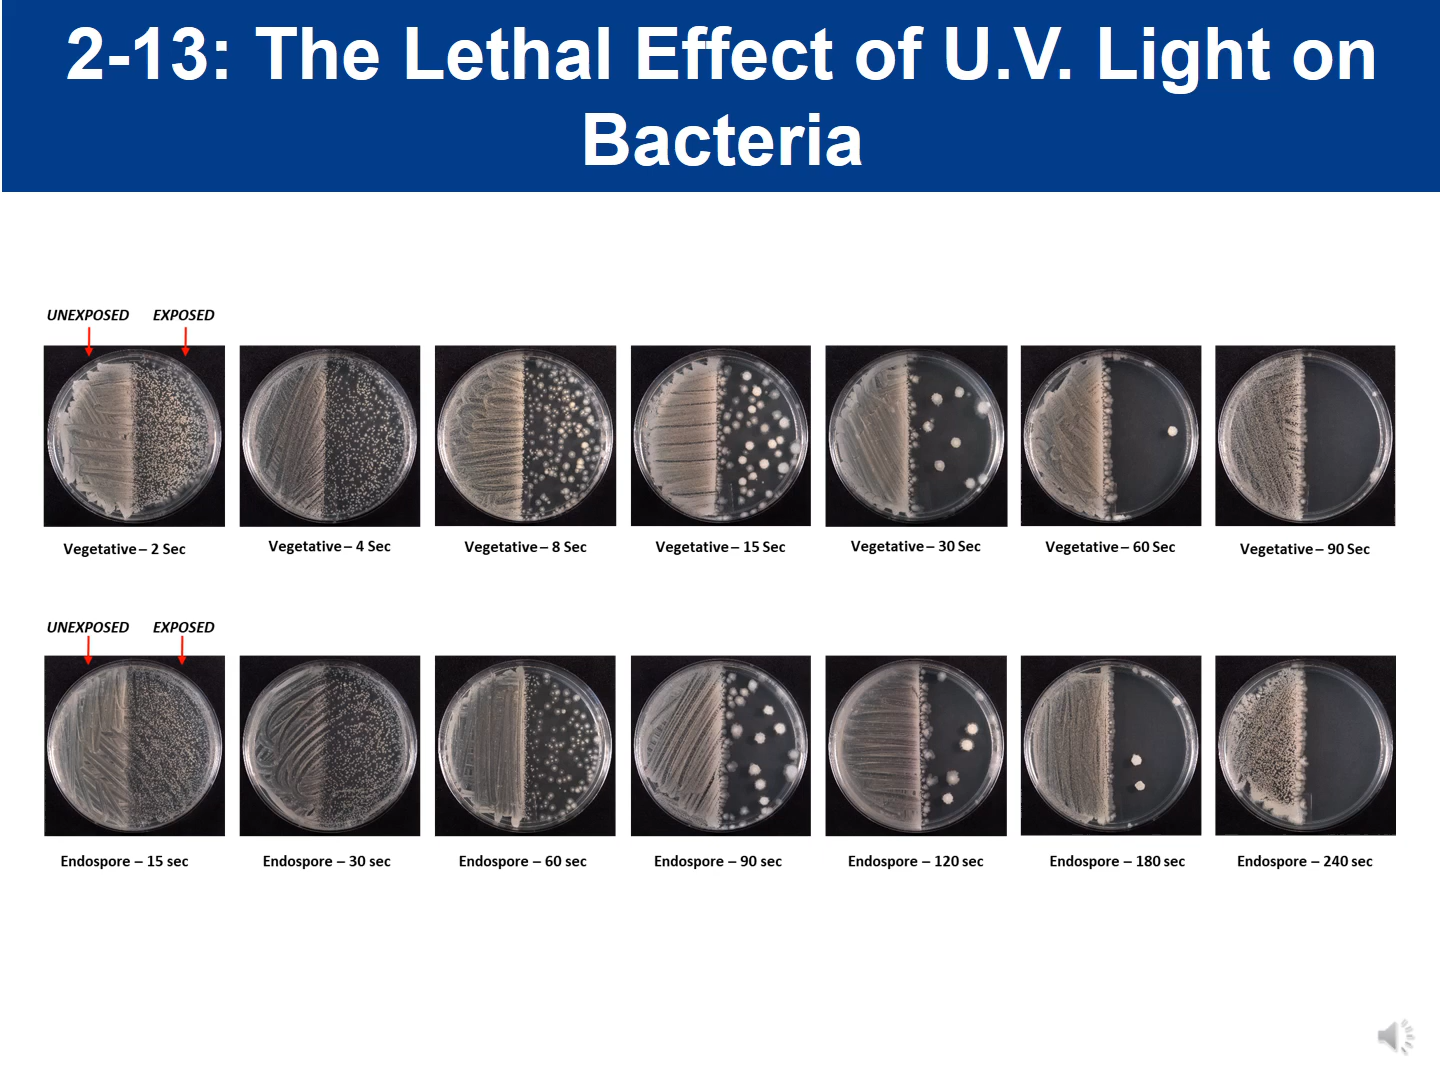 2-13: The Lethal Effect of U.V. Light on
Bacteria
UNEXPOSED EXPOSED
Vegetative – 2 Sec
Vegetative – 4 Sec
Vegetative – 8 Sec
Vegetative – 15 Sec
Vegetative – 30 Sec
Vegetative – 60 Sec
Vegetative – 90 Sec
UNEXPOSED EXPOSED
Endospore – 15 sec
Endospore – 30 sec
Endospore – 60 sec
Endospore – 90 sec
Endospore – 120 sec
Endospore – 180 sec
Endospore – 240 sec